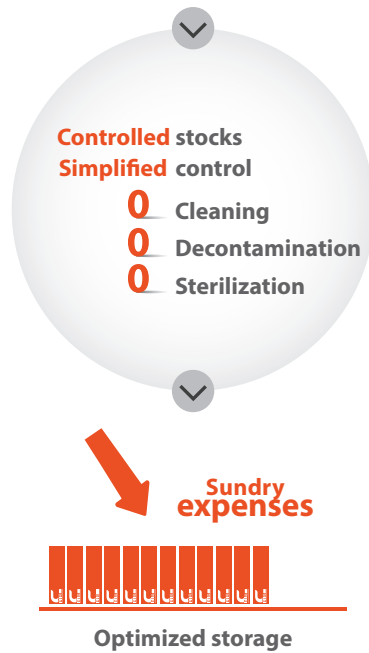 Controlled stocks
Simplified control
0 Cleaning
0 Decontamination
0 Sterilization
Sundry
expenses
Optimized storage